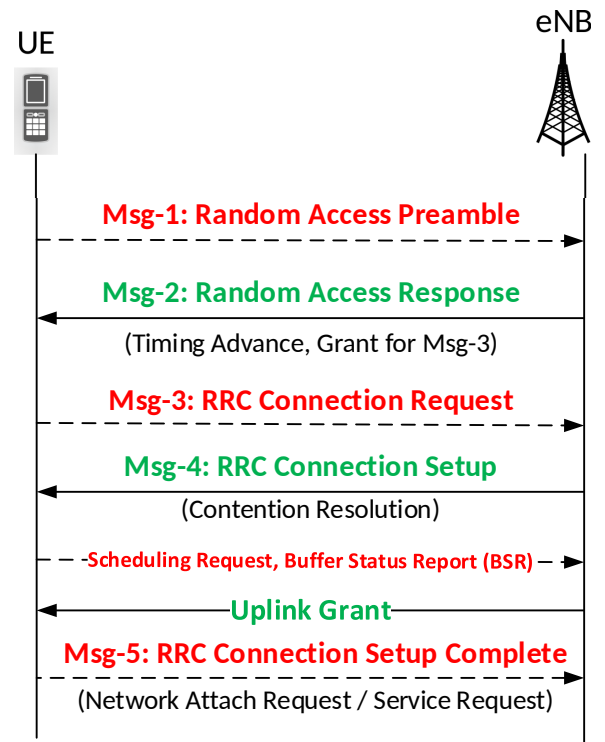 UE
eNB
Msg-1: Random Access Preamble
Msg-2: Random Access Response
(Timing Advance, Grant for Msg-3)
Msg-3: RRC Connection Request
Msg-4: RRC Connection Setup
(Contention Resolution)
Scheduling Request, Buffer Status Report (BSR)
Uplink Grant
Msg-5: RRC Connection Setup Complete
(Network Attach Request / Service Request)